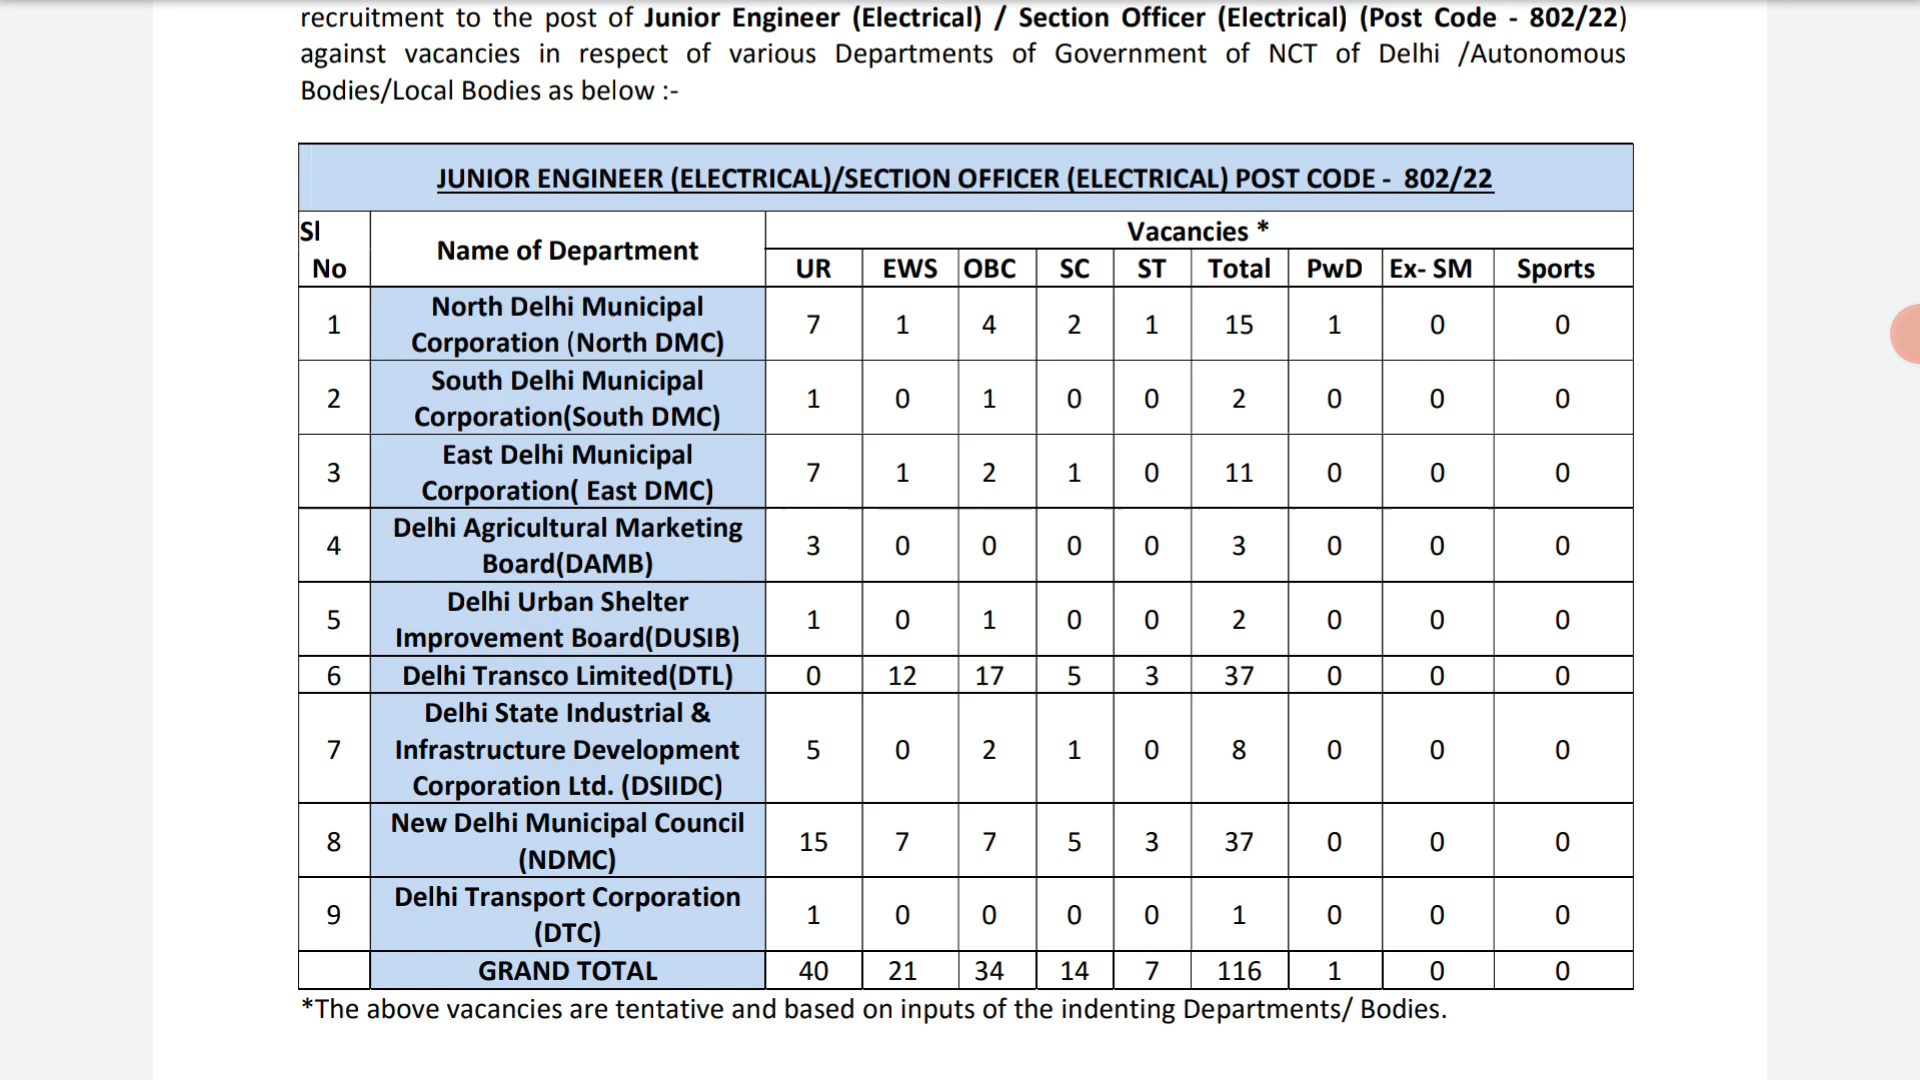 recruitment to the post of Junior Engineer (Electrical) / Section Officer (Electrical) (Post Code - 802/22)
against vacancies in respect of various Departments of Government of NCT of Delhi /Autonomous
Bodies/Local Bodies as below :-
JUNIOR ENGINEER (ELECTRICAL)/SECTION OFFICER (ELECTRICAL) POST CODE - 802/22
Sl No Name of Department Vacancies *
UR EWS OBC SC ST Total PwD Ex- SM Sports
1 North Delhi Municipal
Corporation (North DMC) 7 1 4 2 1 15 1 0 0
2 South Delhi Municipal
Corporation(South DMC) 1 0 1 0 0 2 0 0 0
3 East Delhi Municipal
Corporation( East DMC) 7 1 2 1 0 11 0 0 0
4 Delhi Agricultural Marketing
Board(DAMB) 3 0 0 0 0 3 0 0 0
5 Delhi Urban Shelter
Improvement Board(DUSIB) 1 0 1 0 0 2 0 0 0
6 Delhi Transco Limited(DTL) 0 12 17 5 3 37 0 0 0
7 Delhi State Industrial &
Infrastructure Development
Corporation Ltd. (DSIIDC) 5 0 2 1 0 8 0 0 0
8 New Delhi Municipal Council
(NDMC) 15 7 7 5 3 37 0 0 0
9 Delhi Transport Corporation
(DTC) 1 0 0 0 0 1 0 0 0
GRAND TOTAL 40 21 34 14 7 116 1 0 0
*The above vacancies are tentative and based on inputs of the indenting Departments/ Bodies.